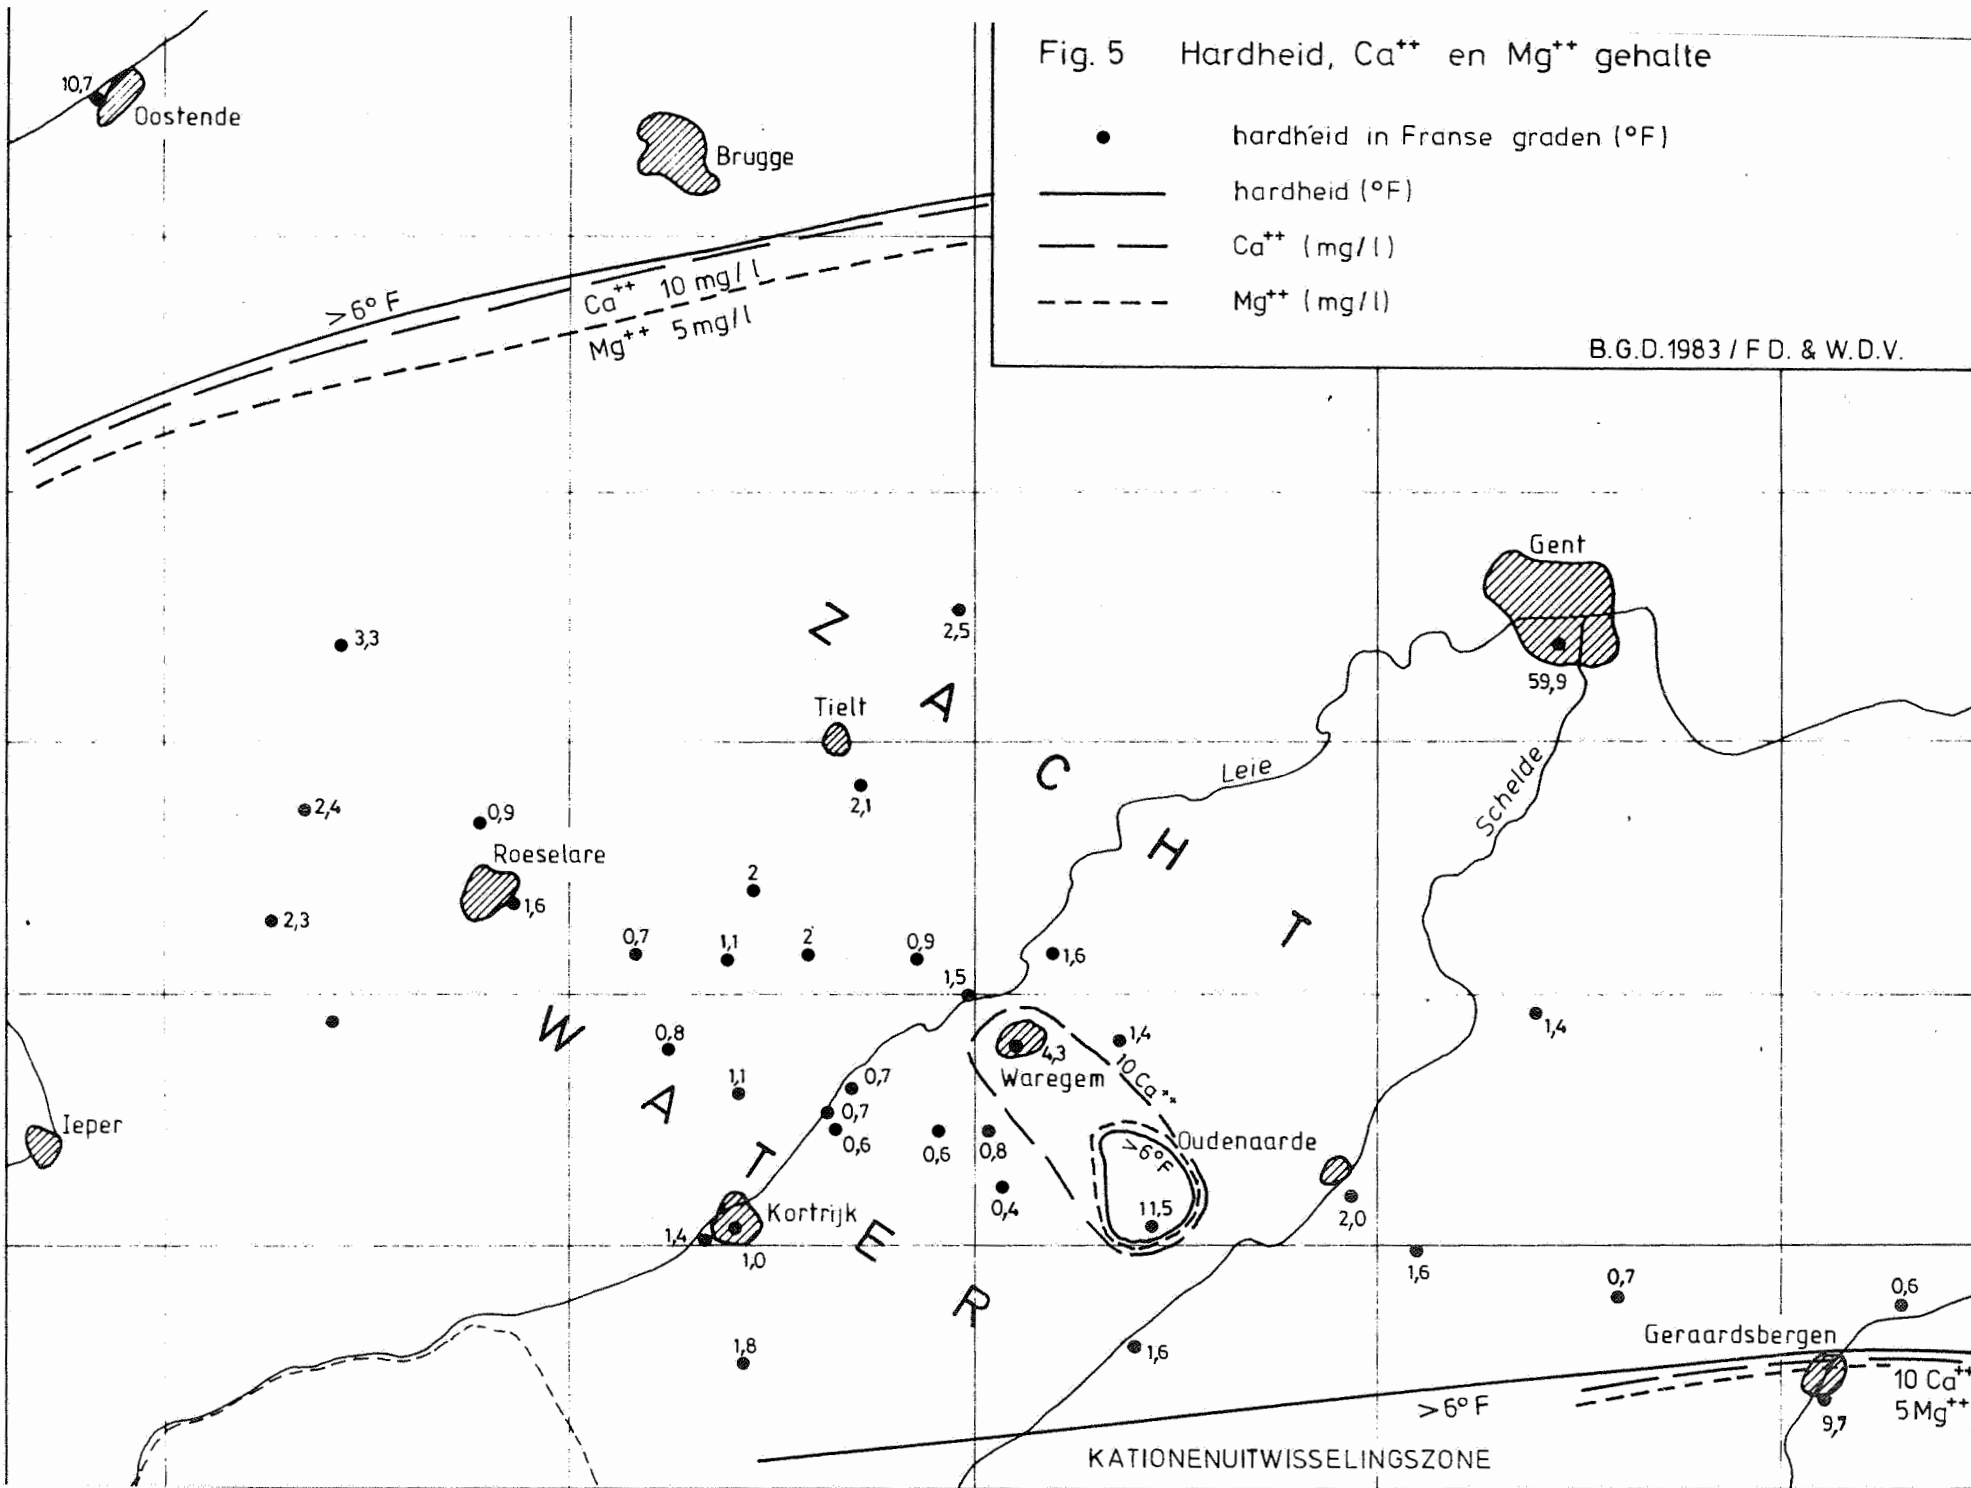 Fig. 5 Hardheid, Ca⁺⁺ en Mg⁺⁺ gehalte
hardheid in Franse graden (°F)
hardheid (°F)
Ca⁺⁺ (mg/l)
Mg⁺⁺ (mg/l)
B.G.D. 1983 / F D. & W.D.V.
10,7
Oostende
Brugge
>6° F
Ca⁺⁺ 10 mg/l
Mg⁺⁺ 5 mg/l
Gent
59,9
3,3
2,5
Tielt
2,1
ZACHT
WATER
Leie
Schelde
2,4
0,9
Roeselare
1,6
2
2,3
0,7
1,1
2
0,9
1,6
1,5
0,8
4,3
Waregem
1,4
10 Ca⁺⁺
1,4
1,1
0,7
0,7
0,6
0,6
0,8
Ieper
Oudenaarde
>6° F
0,4
11,5
2,0
Kortrijk
1,4
1,0
1,6
0,7
0,6
1,8
1,6
Geraardsbergen
>6° F
10 Ca⁺⁺
5 Mg⁺⁺
9,7
KATIONENUITWISSELINGSZONE